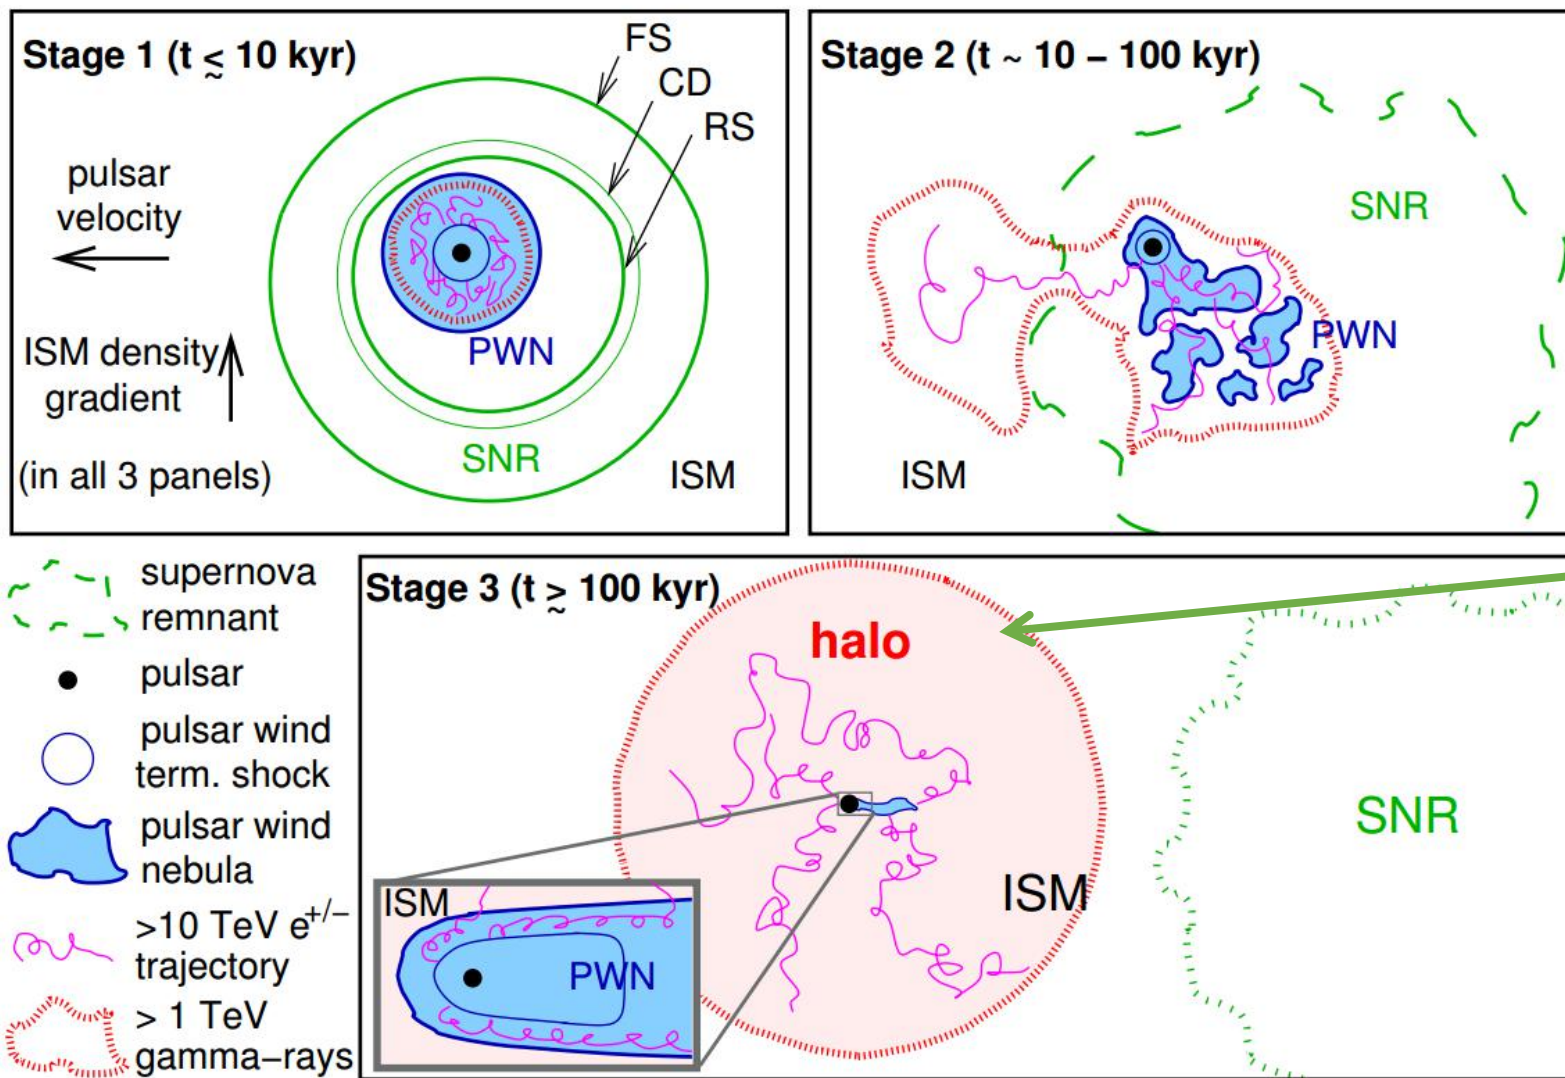 Stage 1 (t ≲ 10 kyr)
FS
CD
RS
pulsar
velocity
PWN
ISM density
gradient
SNR
ISM
(in all 3 panels)
Stage 2 (t ~ 10 – 100 kyr)
SNR
PWN
ISM
supernova
remnant
pulsar
pulsar wind
term. shock
pulsar wind
nebula
>10 TeV e+/−
trajectory
> 1 TeV
gamma−rays
Stage 3 (t ≳ 100 kyr)
halo
SNR
ISM
ISM
PWN